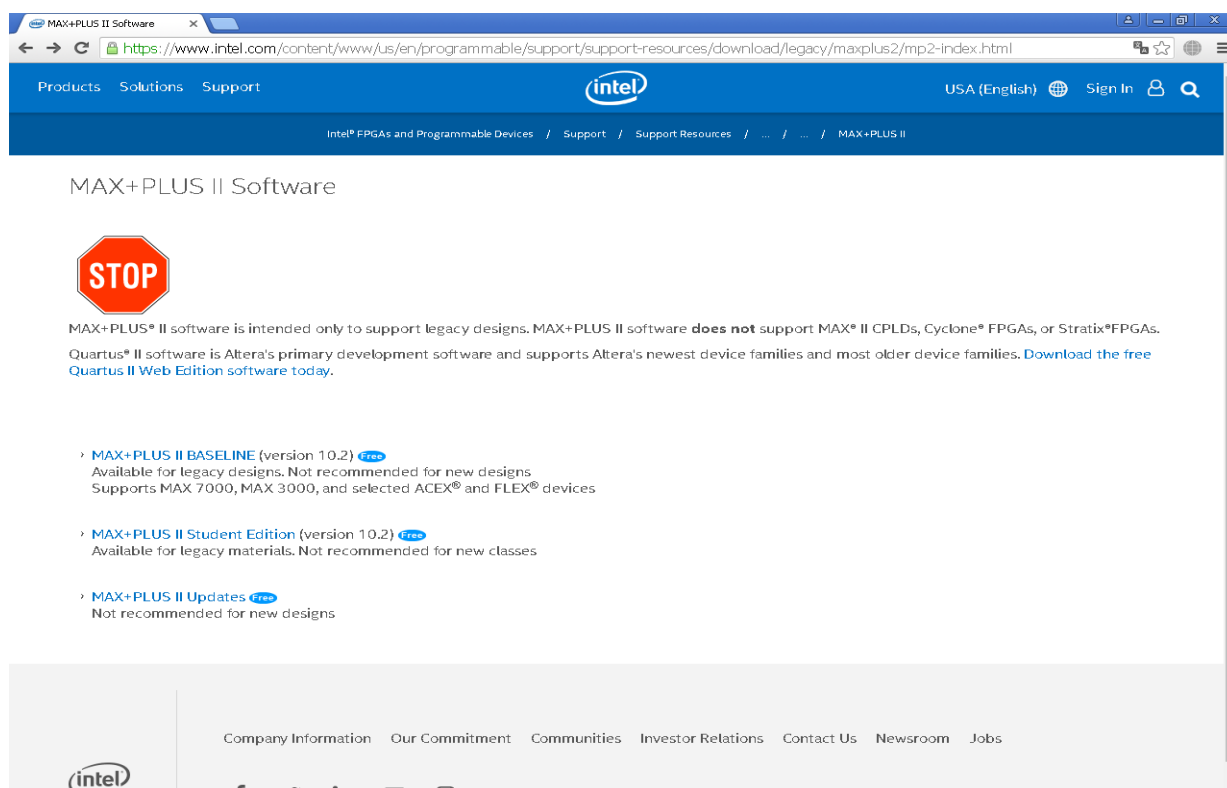 MAX+PLUS II Software
https://www.intel.com/content/www/us/en/programmable/support/support-resources/download/legacy/maxplus2/mp2-index.html
Products Solutions Support
intel
USA (English) Sign In
Intel® FPGAs and Programmable Devices / Support / Support Resources / ... / ... / MAX+PLUS II
MAX+PLUS II Software
STOP
MAX+PLUS® II software is intended only to support legacy designs. MAX+PLUS II software does not support MAX® II CPLDs, Cyclone® FPGAs, or Stratix®FPGAs.
Quartus® II software is Altera's primary development software and supports Altera's newest device families and most older device families. Download the free
Quartus II Web Edition software today.
› MAX+PLUS II BASELINE (version 10.2) Free
Available for legacy designs. Not recommended for new designs
Supports MAX 7000, MAX 3000, and selected ACEX® and FLEX® devices
› MAX+PLUS II Student Edition (version 10.2) Free
Available for legacy materials. Not recommended for new classes
› MAX+PLUS II Updates Free
Not recommended for new designs
Company Information Our Commitment Communities Investor Relations Contact Us Newsroom Jobs
intel